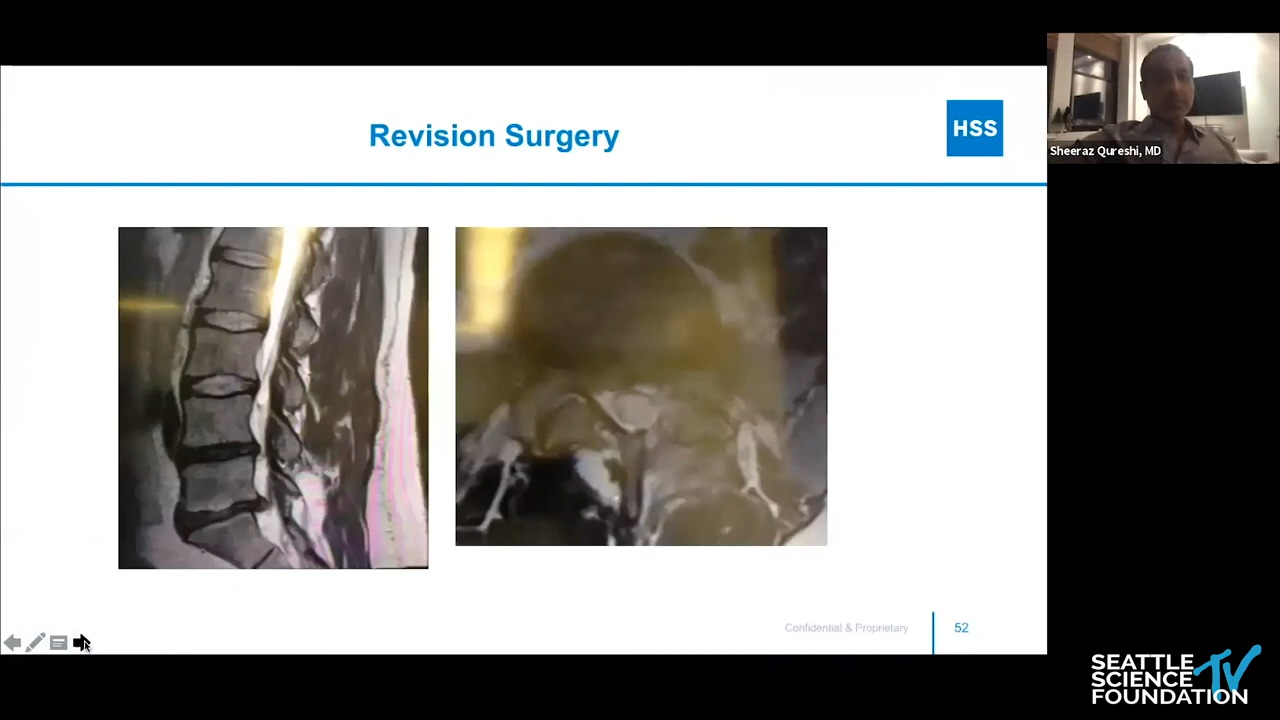 Revision Surgery
HSS
Sheeraz Qureshi, MD
Confidential & Proprietary
52
SEATTLE
SCIENCE
FOUNDATION
TV